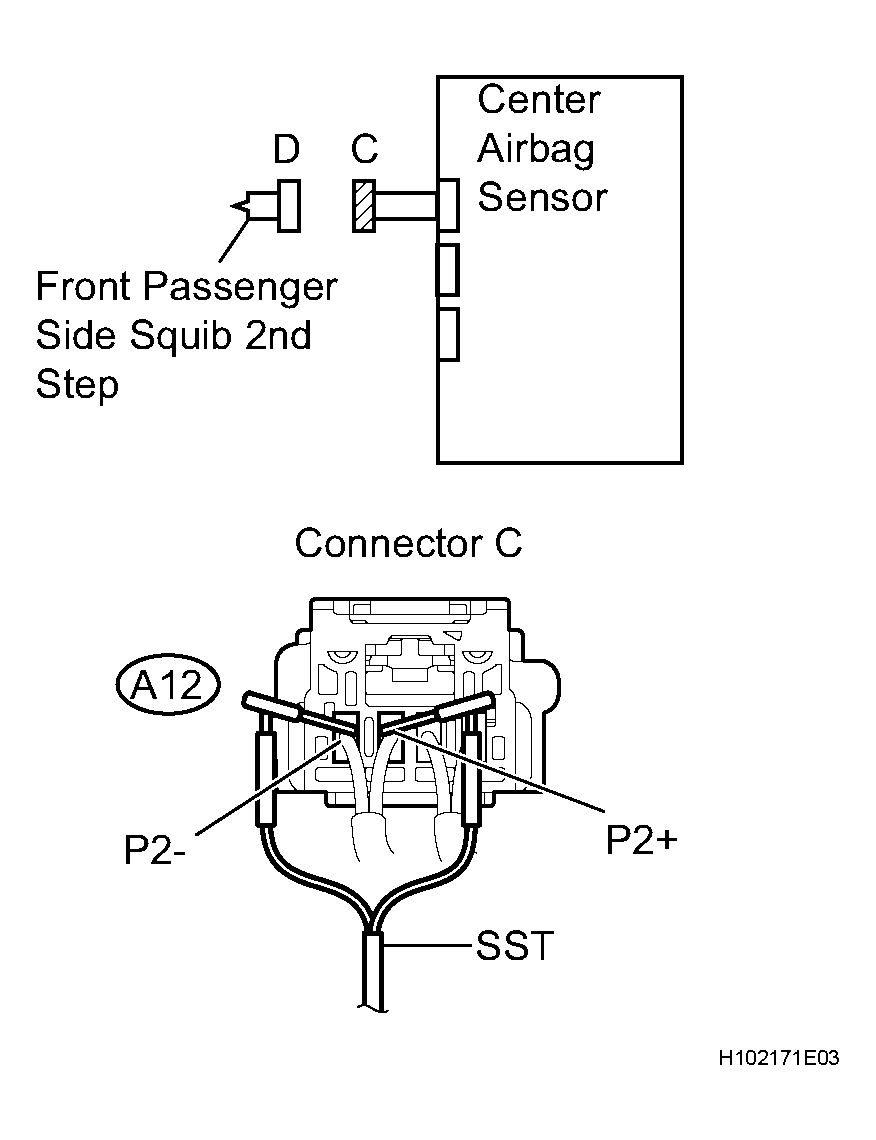 Center
Airbag
Sensor
D C
Front Passenger
Side Squib 2nd
Step
Connector C
A12
P2-
P2+
SST
H102171E03